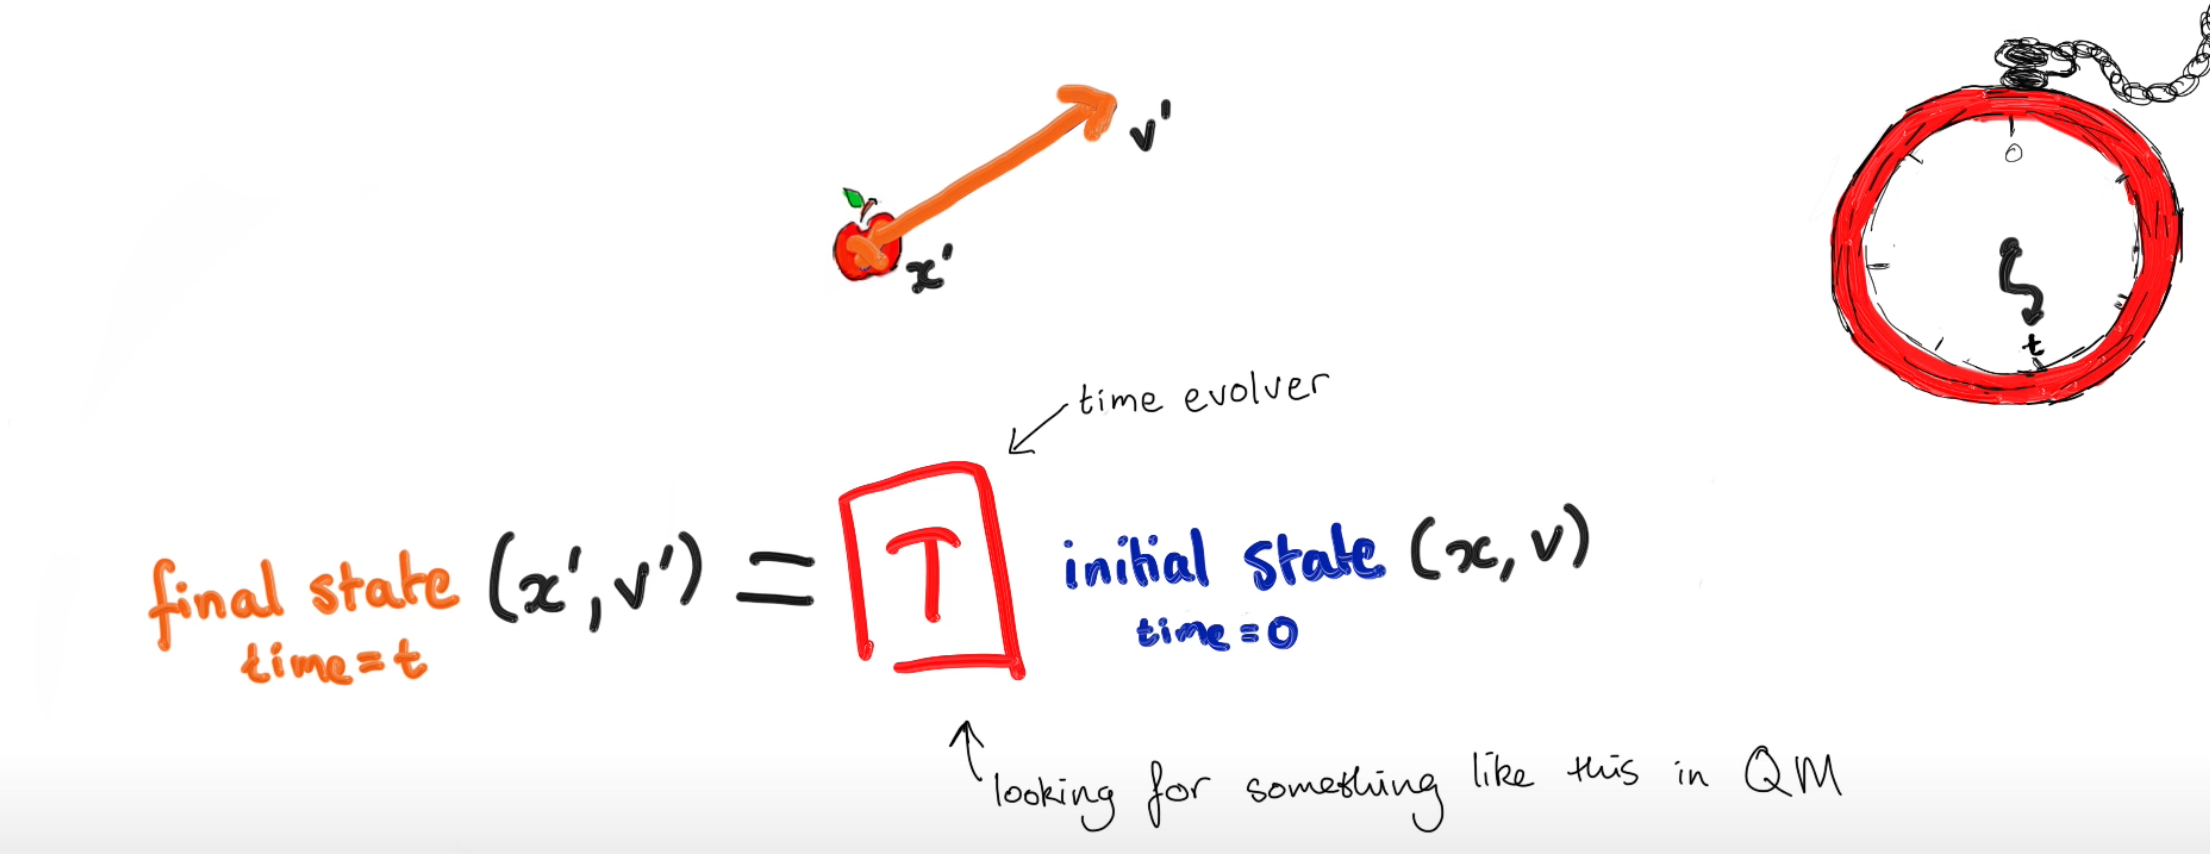 v'
x'
0
t
time evolver
final state (x', v') = T initial state (x, v)
time=t
time=0
looking for something like this in QM